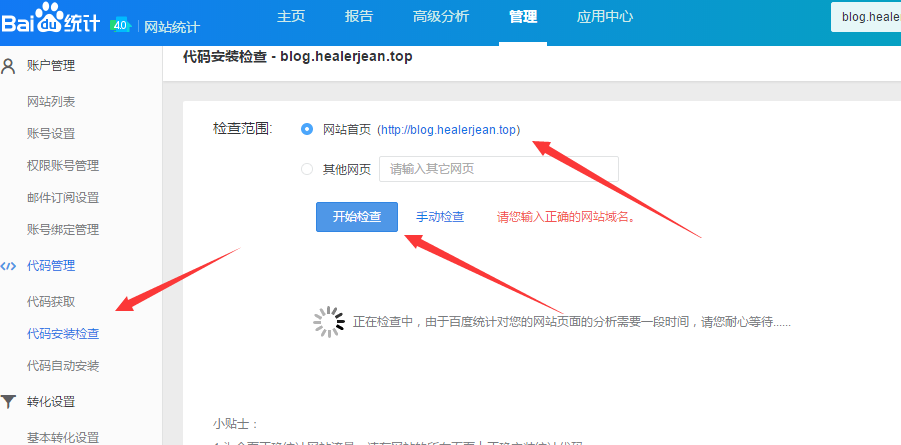 Bai du 统计 4.0 网站统计 主页 报告 高级分析 管理 应用中心 blog.healer
账户管理
网站列表
账号设置
权限账号管理
邮件订阅设置
账号绑定管理
代码管理
代码获取
代码安装检查
代码自动安装
转化设置
基本转化设置
代码安装检查 - blog.healerjean.top
检查范围: 网站首页 (http://blog.healerjean.top)
其他网页 请输入其它网页
开始检查 手动检查 请您输入正确的网站域名。
正在检查中，由于百度统计对您的网站页面的分析需要一段时间，请您耐心等待......
小贴士：